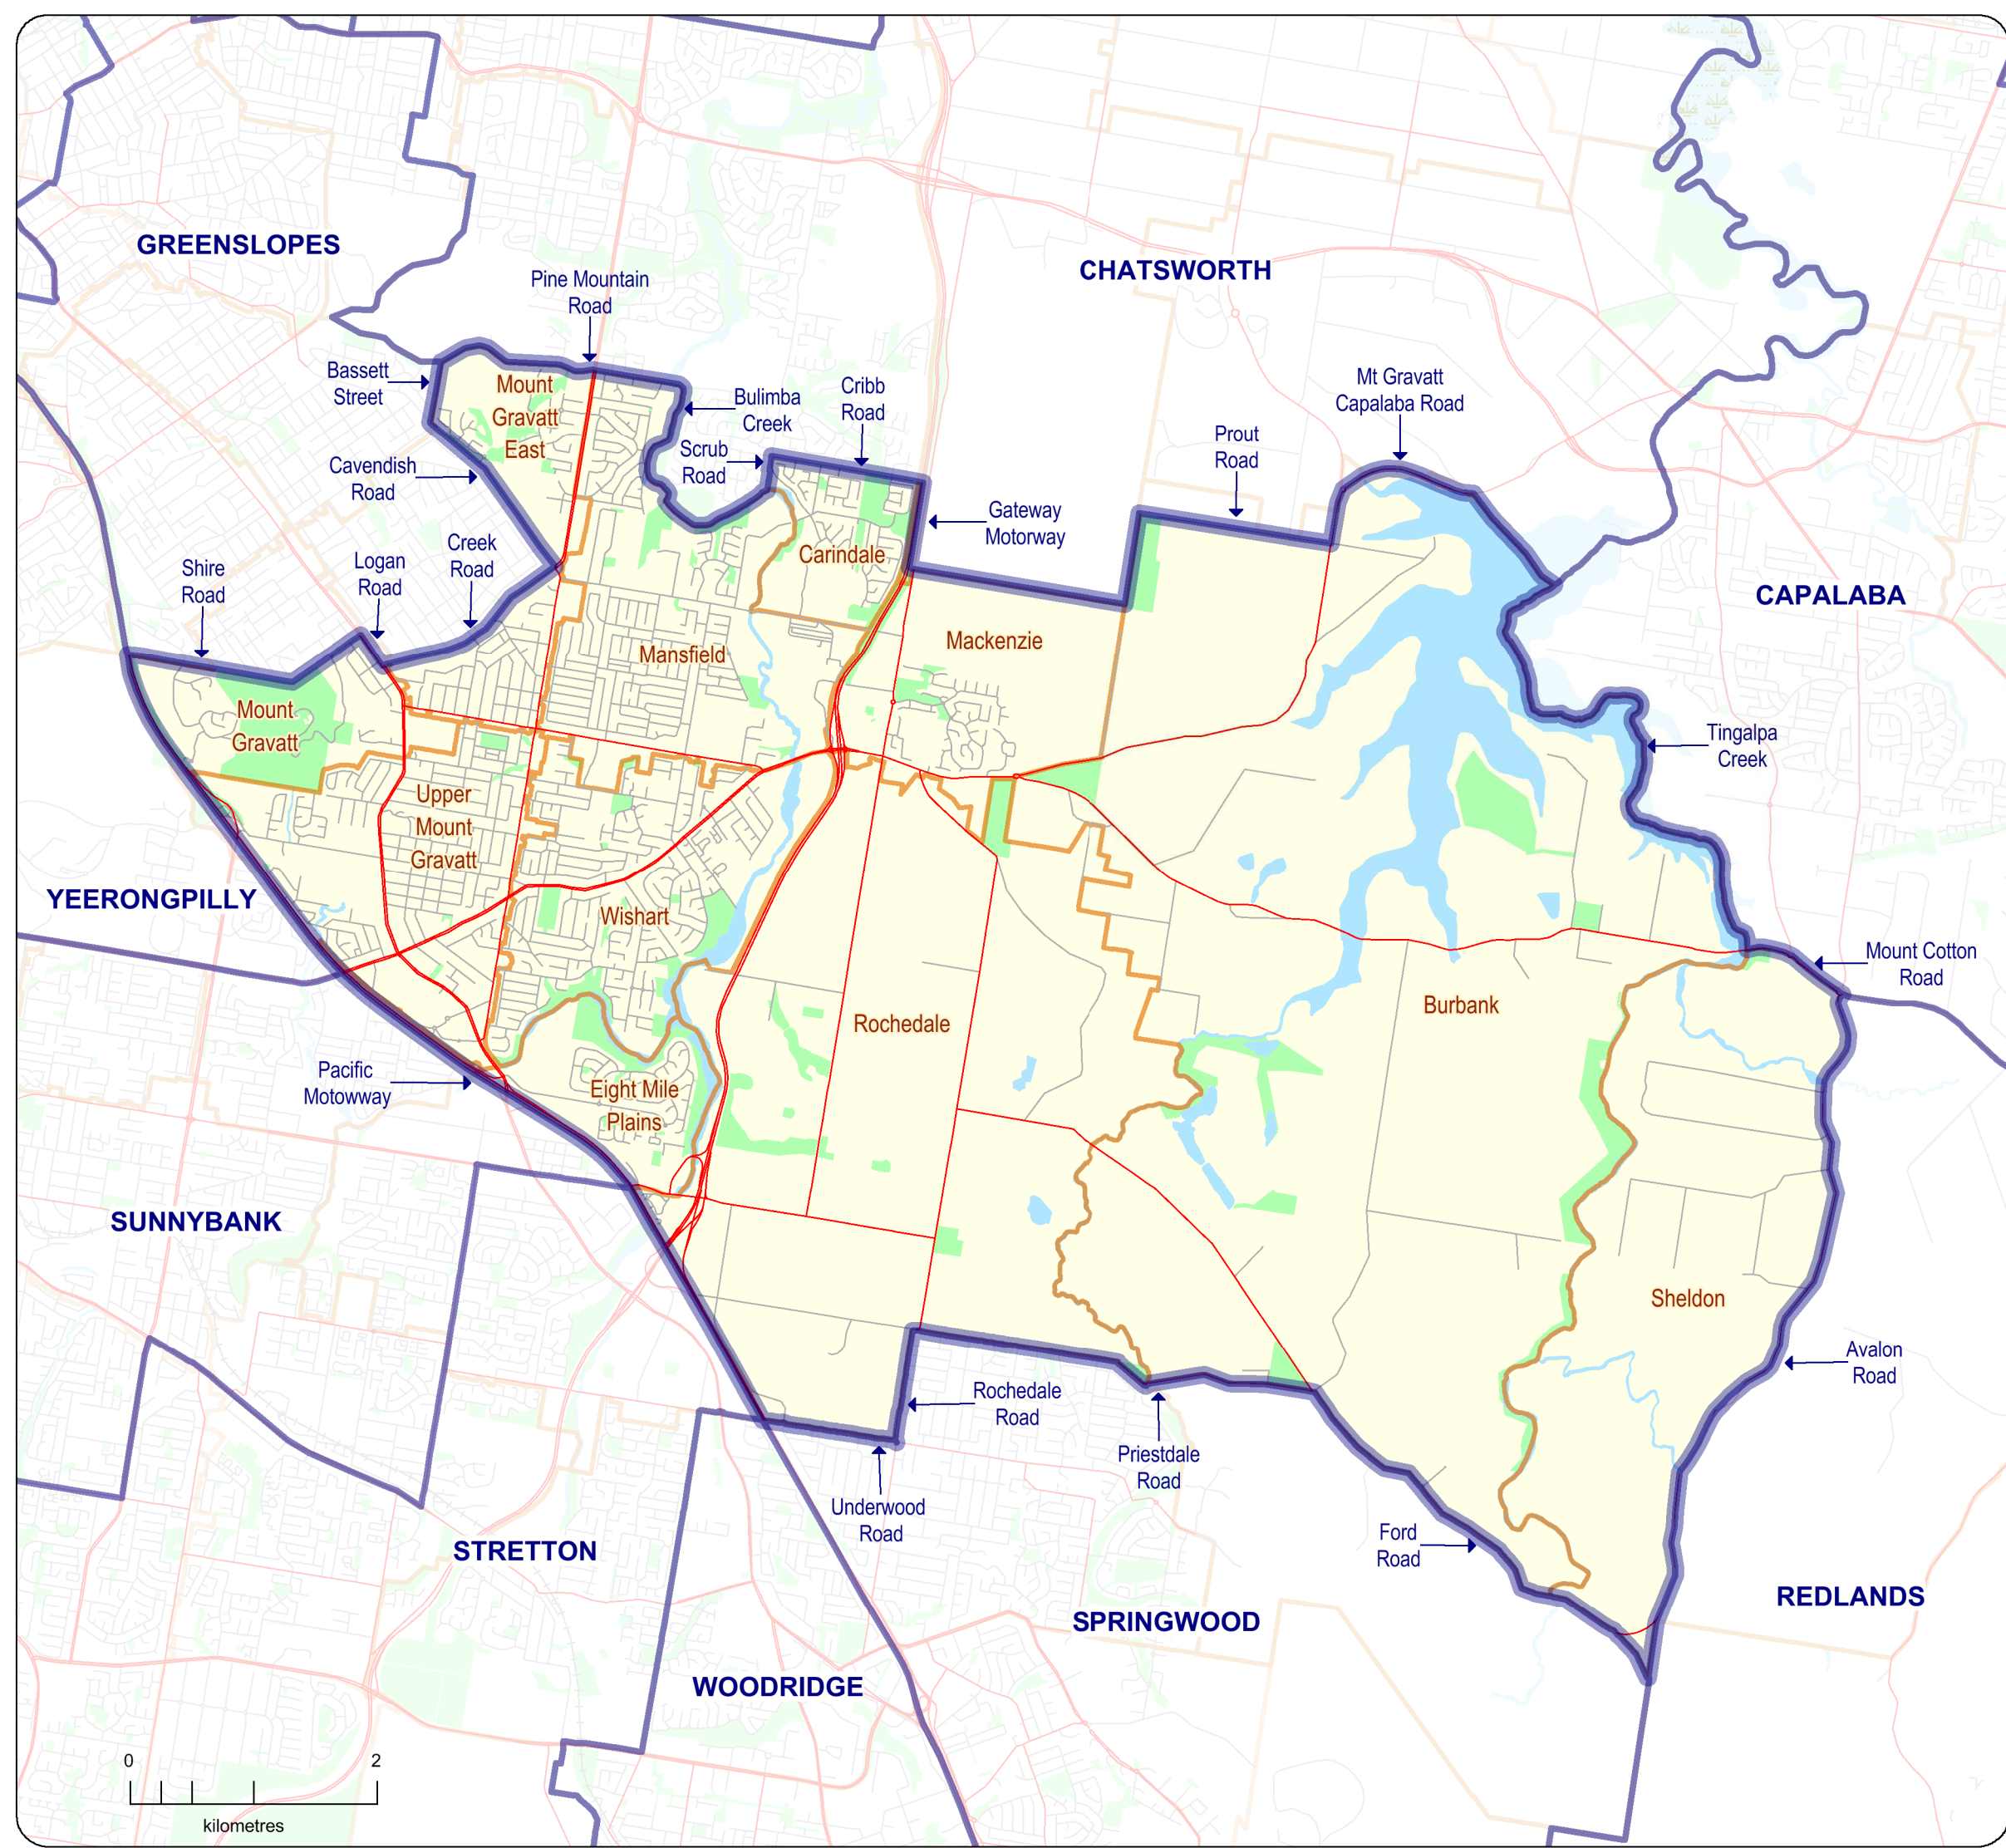 GREENSLOPES
CHATSWORTH
Pine Mountain
Road
Bassett
Street
Mount
Gravatt
East
Bulimba
Creek
Cribb
Road
Mt Gravatt
Capalaba Road
Scrub
Road
Prout
Road
Cavendish
Road
Gateway
Motorway
Creek
Road
Logan
Road
Shire
Road
Carindale
CAPALABA
Mackenzie
Mansfield
Mount
Gravatt
Tingalpa
Creek
Upper
Mount
Gravatt
YEERONGPILLY
Wishart
Mount Cotton
Road
Burbank
Rochedale
Pacific
Motowway
Eight Mile
Plains
SUNNYBANK
Sheldon
Avalon
Road
Rochedale
Road
Priestdale
Road
Underwood
Road
Ford
Road
STRETTON
REDLANDS
SPRINGWOOD
WOODRIDGE
0 2
kilometres